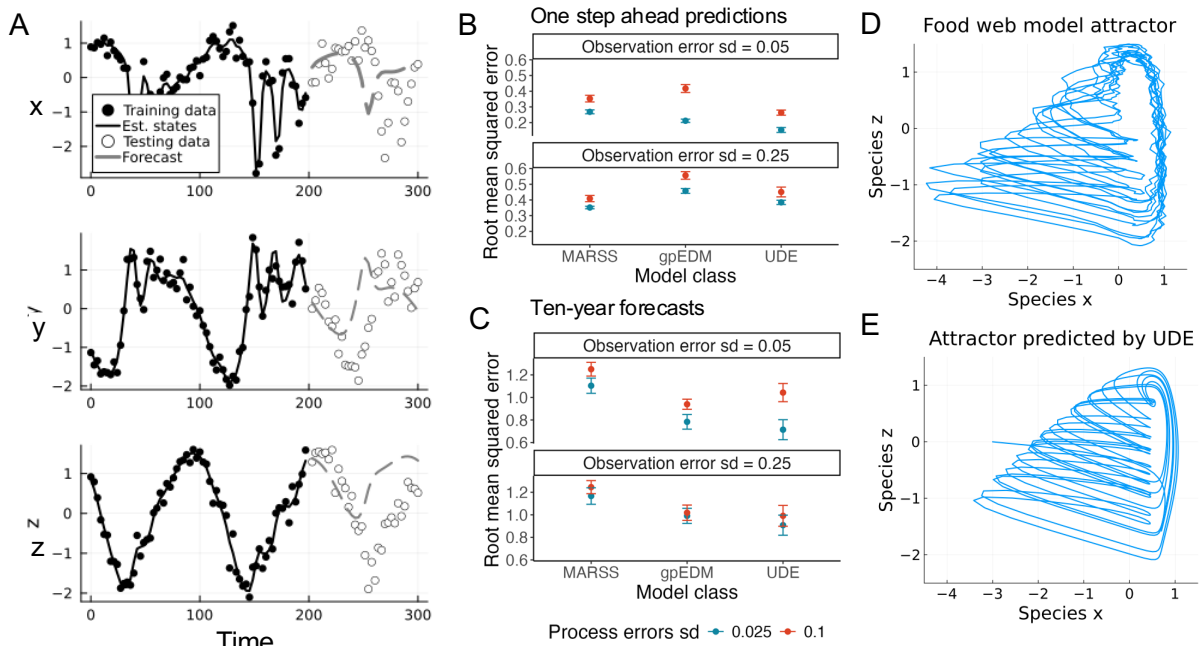 A
x
1
0
−1
−2
0
100
200
300
Training data
Est. states
Testing data
Forecast
y
1
0
−1
−2
0
100
200
300
z
z
1
0
−1
−2
0
100
200
300
Time
B
One step ahead predictions
Root mean squared error
Observation error sd = 0.05
0.6
0.5
0.4
0.3
0.2
Observation error sd = 0.25
0.6
0.5
0.4
0.3
0.2
MARSS
gpEDM
UDE
Model class
C
Ten-year forecasts
Root mean squared error
Observation error sd = 0.05
1.2
1.0
0.8
0.6
Observation error sd = 0.25
1.2
1.0
0.8
0.6
MARSS
gpEDM
UDE
Model class
Process errors sd
0.025
0.1
D
Food web model attractor
Species z
1
0
−1
−2
−4
−3
−2
−1
0
1
Species x
E
Attractor predicted by UDE
Species z
1
0
−1
−2
−4
−3
−2
−1
0
1
Species x